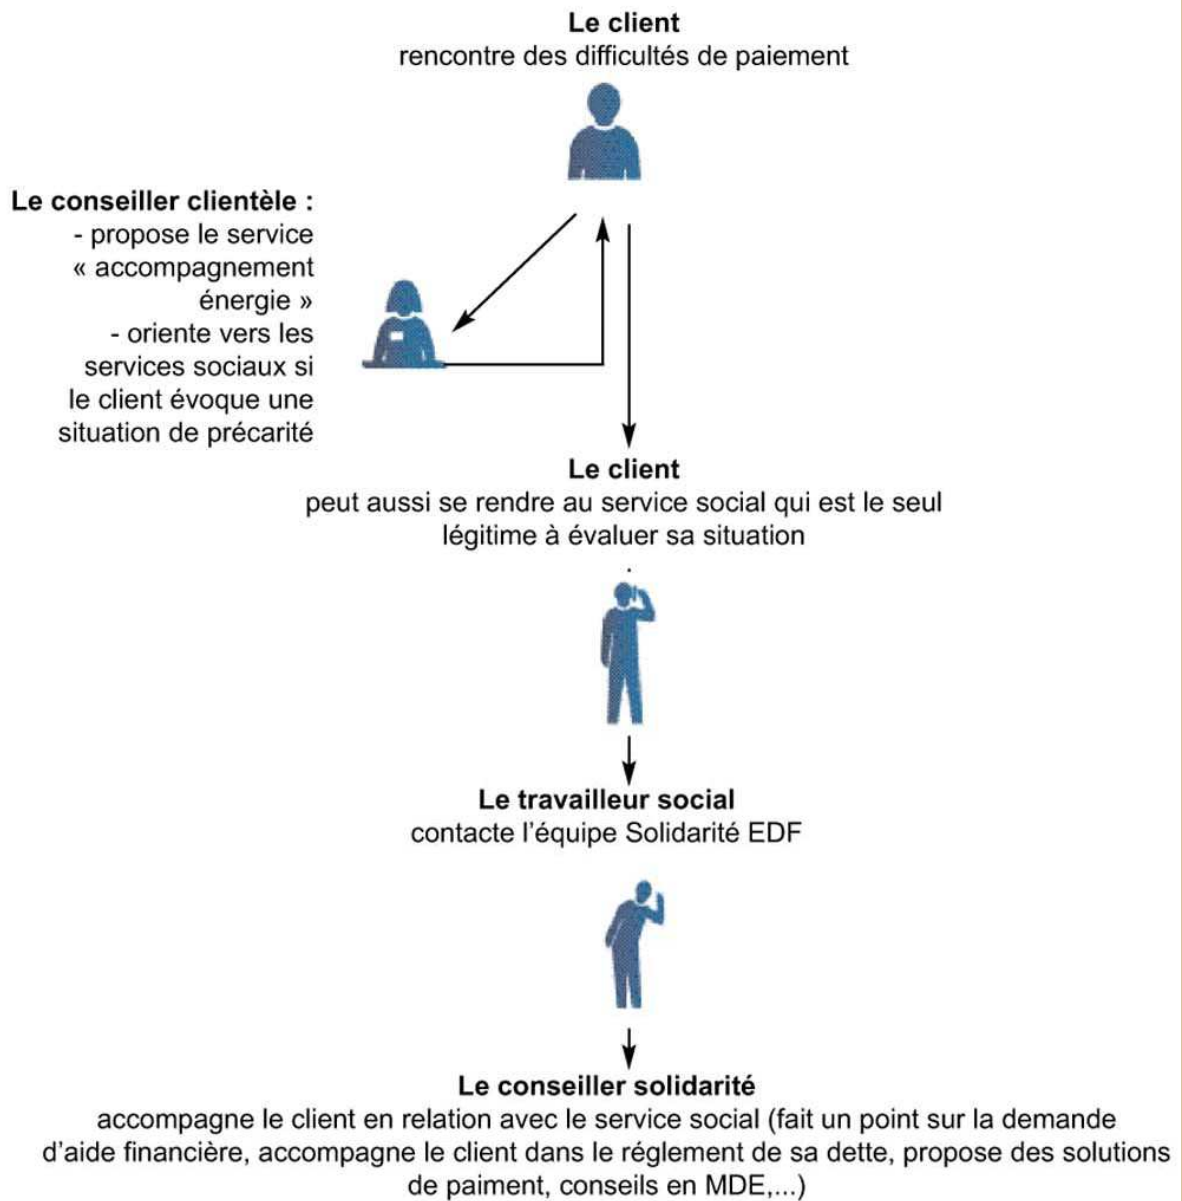 Le client
rencontre des difficultés de paiement
Le conseiller clientèle :
- propose le service
« accompagnement
énergie »
- oriente vers les
services sociaux si
le client évoque une
situation de précarité
Le client
peut aussi se rendre au service social qui est le seul
légitime à évaluer sa situation
.
Le travailleur social
contacte l'équipe Solidarité EDF
Le conseiller solidarité
accompagne le client en relation avec le service social (fait un point sur la demande
d'aide financière, accompagne le client dans le réglement de sa dette, propose des solutions
de paiment, conseils en MDE,...)